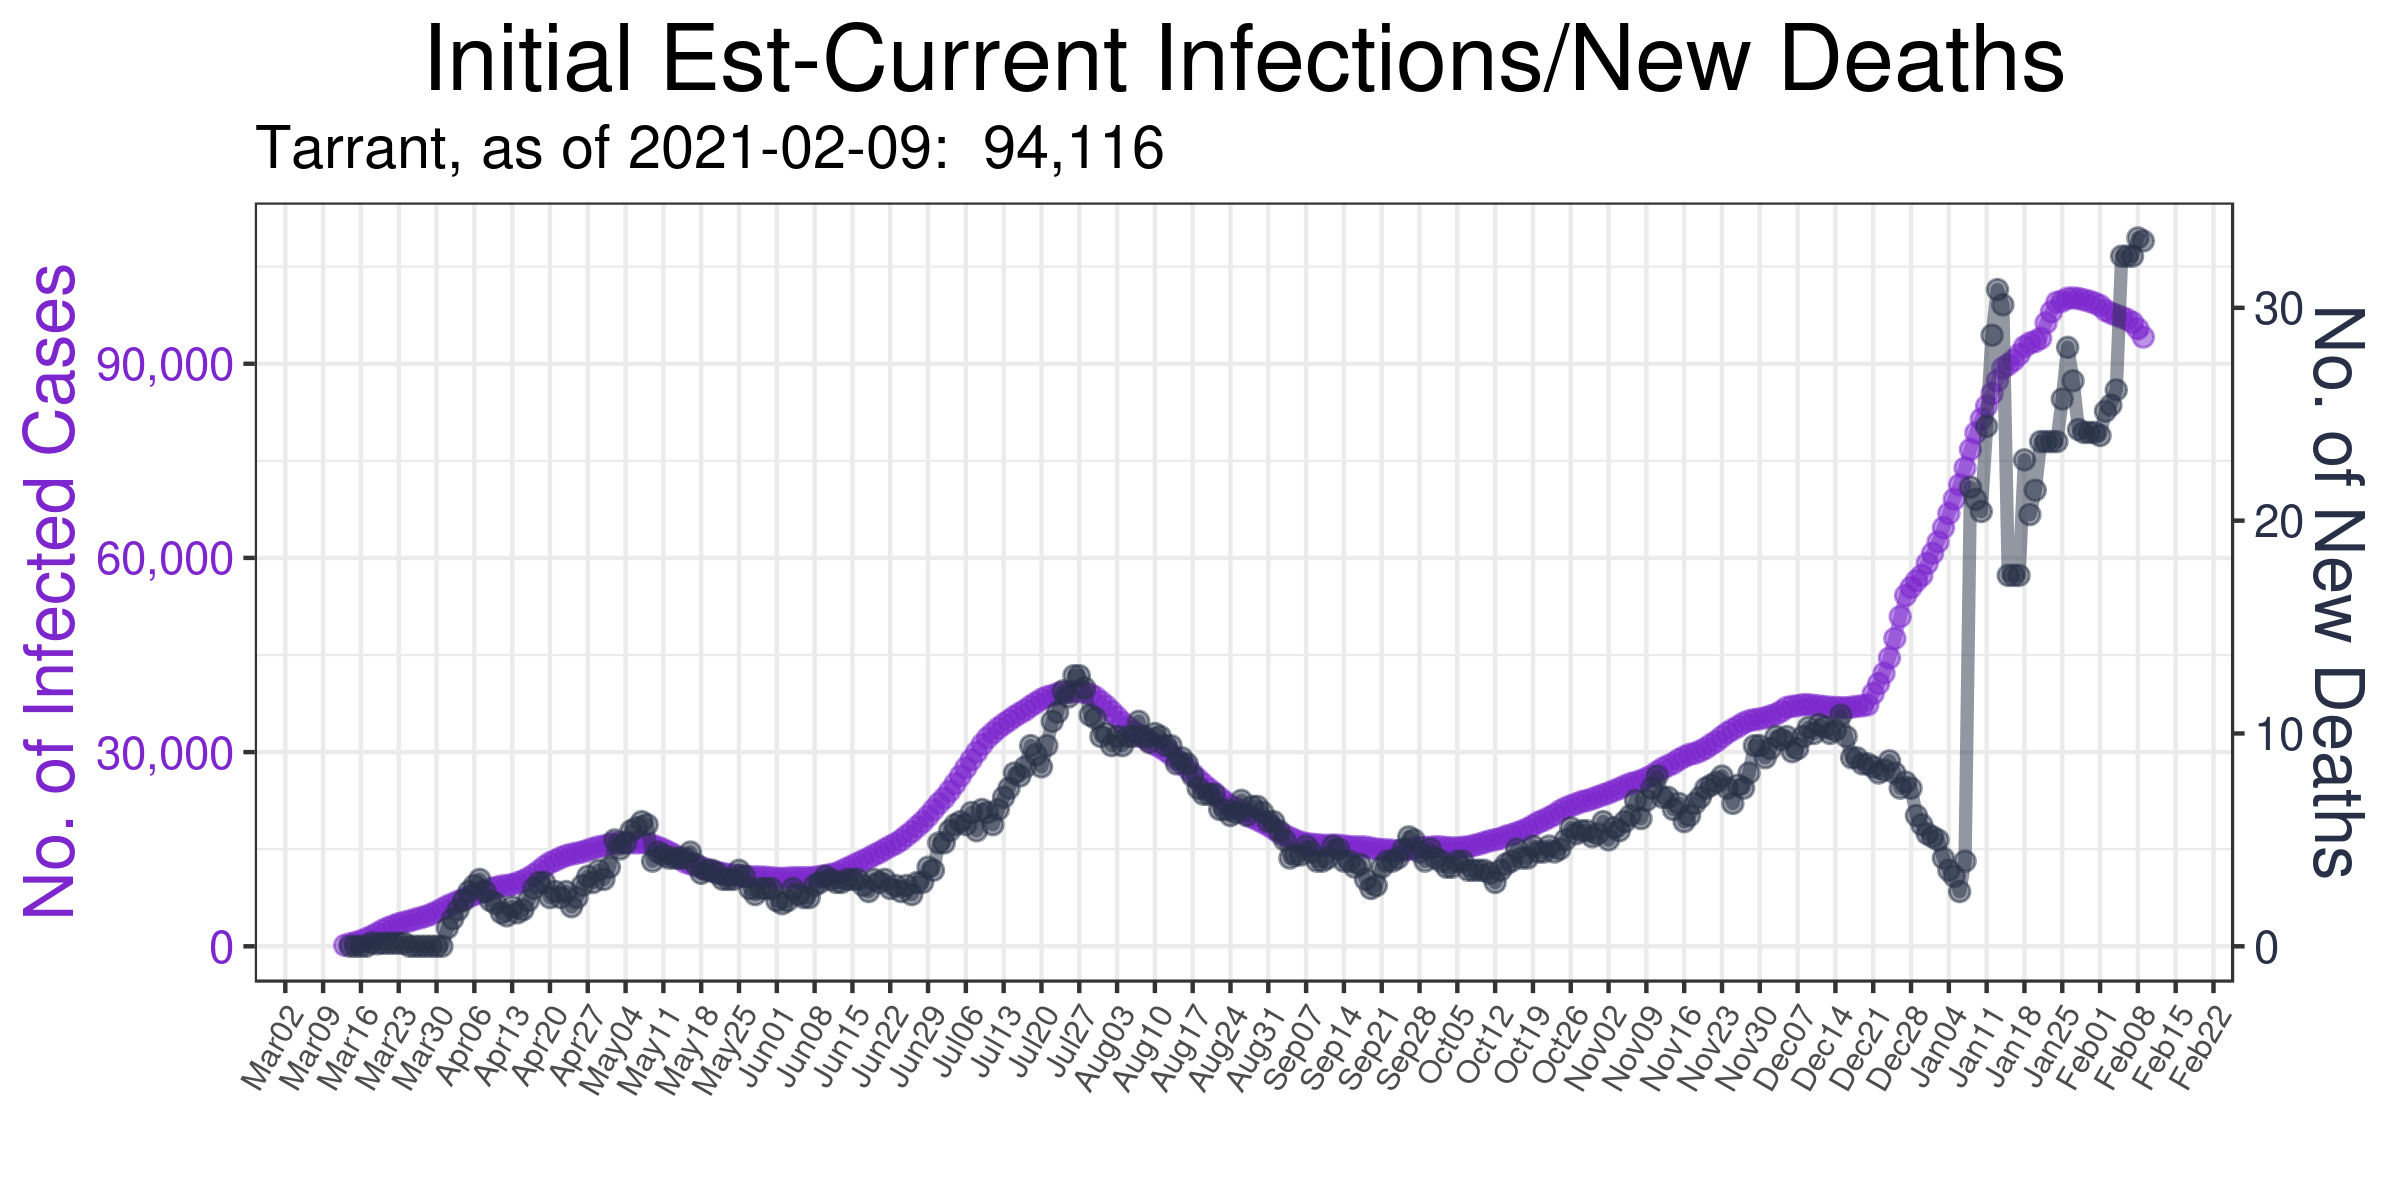 Initial Est-Current Infections/New Deaths
Tarrant, as of 2021-02-09: 94,116
No. of Infected Cases
90,000
60,000
30,000
0
30
20
10
0
No. of New Deaths
Mar02
Mar09
Mar16
Mar23
Mar30
Apr06
Apr13
Apr20
Apr27
May04
May11
May18
May25
Jun01
Jun08
Jun15
Jun22
Jun29
Jul06
Jul13
Jul20
Jul27
Aug03
Aug10
Aug17
Aug24
Aug31
Sep07
Sep14
Sep21
Sep28
Oct05
Oct12
Oct19
Oct26
Nov02
Nov09
Nov16
Nov23
Nov30
Dec07
Dec14
Dec21
Dec28
Jan04
Jan11
Jan18
Jan25
Feb01
Feb08
Feb15
Feb22